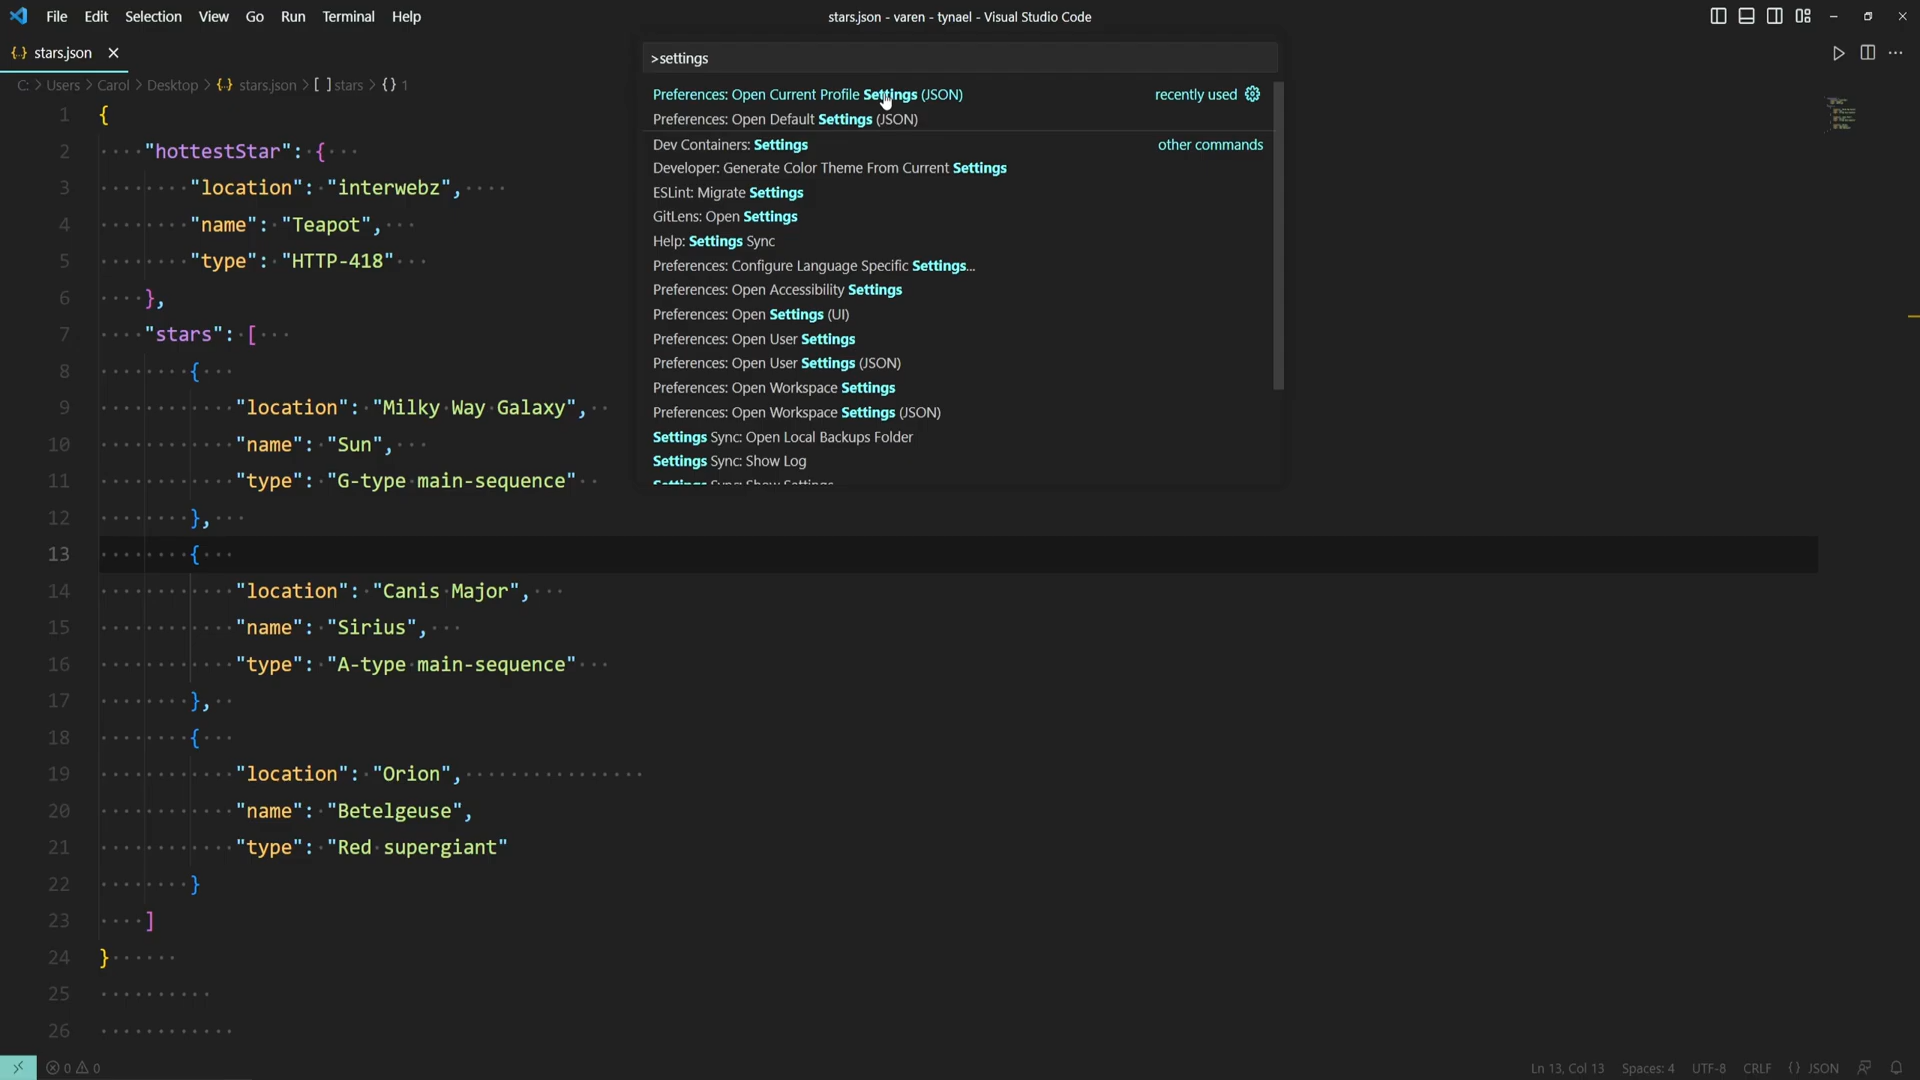 File Edit Selection View Go Run Terminal Help
stars.json - varen - tynael - Visual Studio Code
stars.json
C: > Users > Carol > Desktop > {} stars.json > [ ] stars > {} 1
>settings
Preferences: Open Current Profile Settings (JSON) recently used
Preferences: Open Default Settings (JSON)
Dev Containers: Settings other commands
Developer: Generate Color Theme From Current Settings
ESLint: Migrate Settings
GitLens: Open Settings
Help: Settings Sync
Preferences: Configure Language Specific Settings...
Preferences: Open Accessibility Settings
Preferences: Open Settings (UI)
Preferences: Open User Settings
Preferences: Open User Settings (JSON)
Preferences: Open Workspace Settings
Preferences: Open Workspace Settings (JSON)
Settings Sync: Open Local Backups Folder
Settings Sync: Show Log
Settings Sync: Show Settings
1 {
2 "hottestStar": {
3 "location": "interwebz",
4 "name": "Teapot",
5 "type": "HTTP-418"
6 },
7 "stars": [
8 {
9 "location": "Milky Way Galaxy",
10 "name": "Sun",
11 "type": "G-type main-sequence"
12 },
13 {
14 "location": "Canis Major",
15 "name": "Sirius",
16 "type": "A-type main-sequence"
17 },
18 {
19 "location": "Orion",
20 "name": "Betelgeuse",
21 "type": "Red supergiant"
22 }
23 ]
24 }
25
26
0 0 Ln 13, Col 13 Spaces: 4 UTF-8 CRLF {} JSON